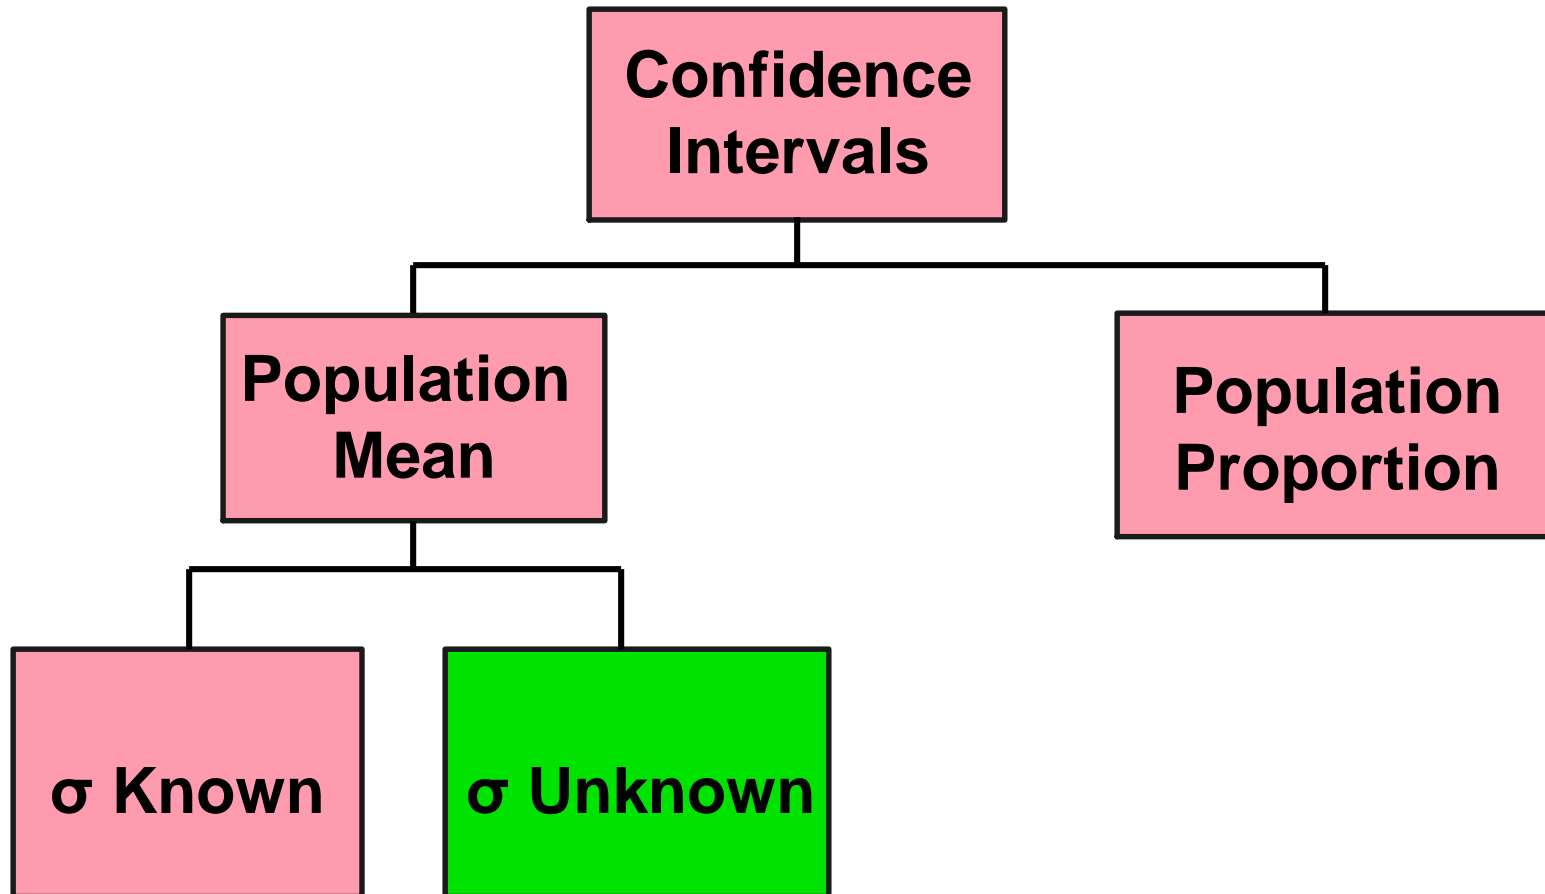 Confidence
Intervals
Population
Mean
Population
Proportion
σ Known
σ Unknown